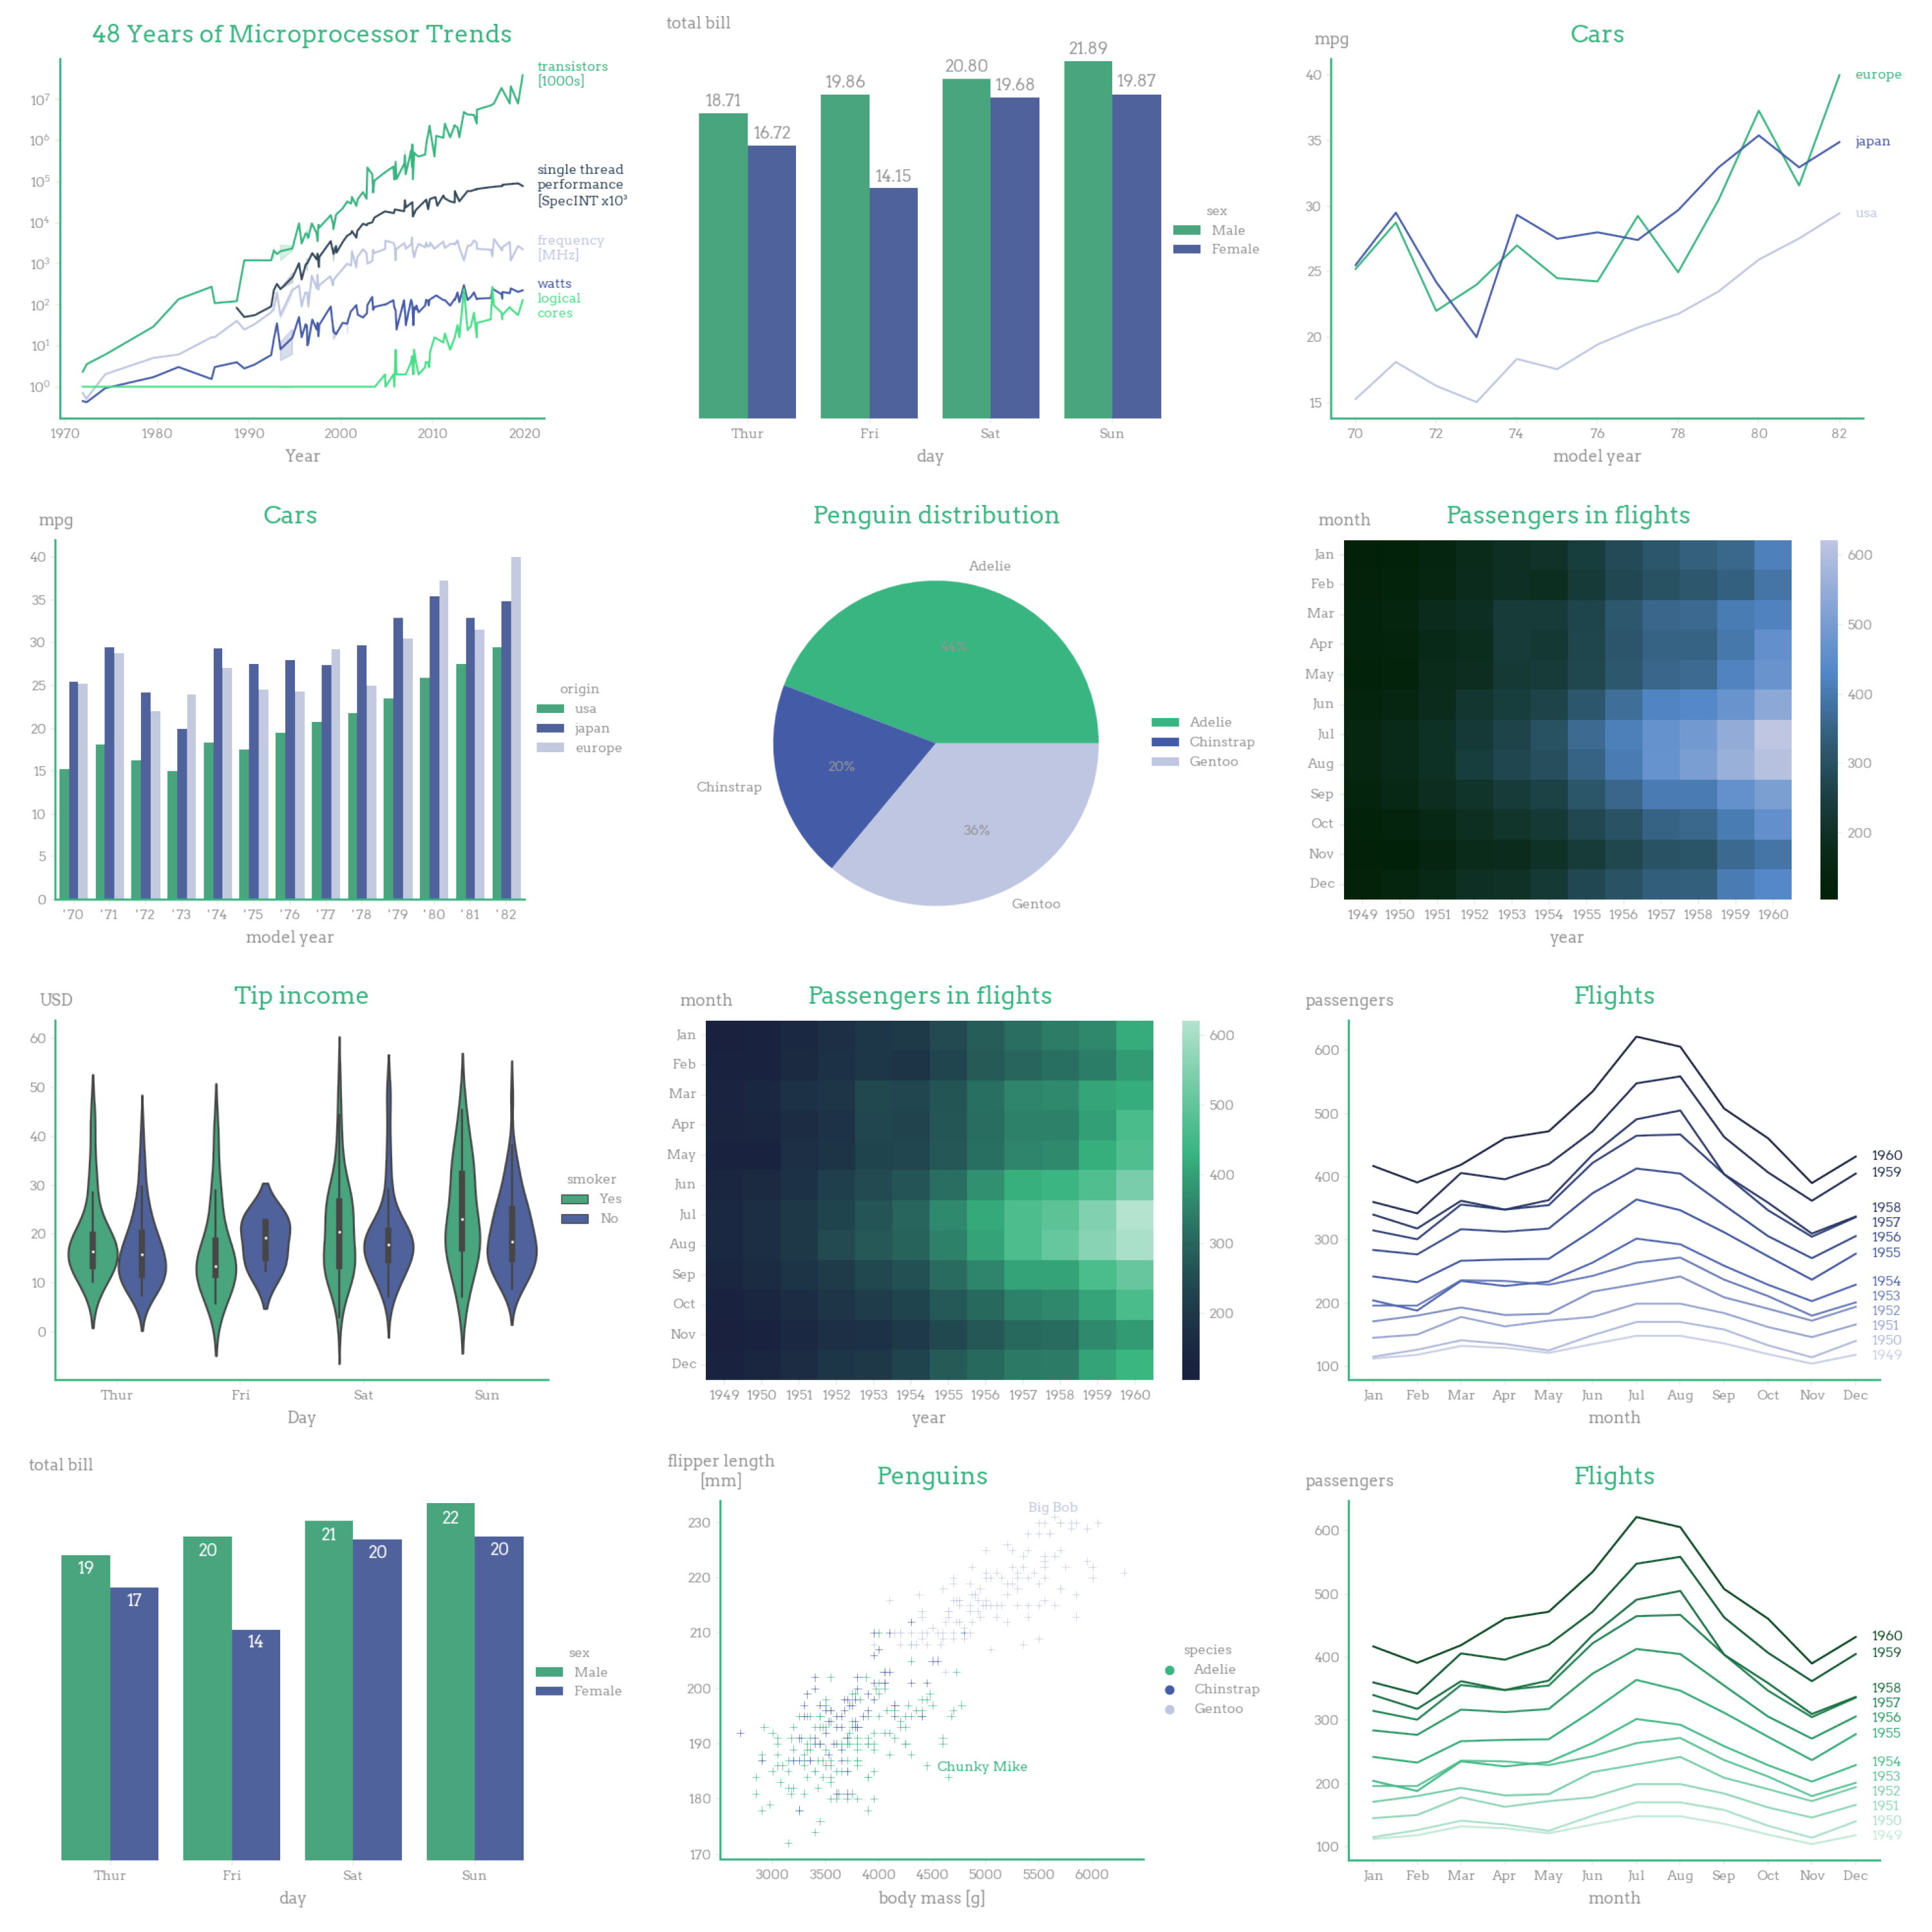 48 Years of Microprocessor Trends
transistors
[1000s]
10⁷
10⁶
10⁵
10⁴
10³
10²
10¹
10⁰
single thread
performance
[SpecINT x10³
frequency
[MHz]
watts
logical
cores
1970 1980 1990 2000 2010 2020
Year
total bill
18.71 16.72 19.86 14.15 20.80 19.68 21.89 19.87
sex
Male
Female
Thur Fri Sat Sun
day
Cars
mpg
40
35
30
25
20
15
europe
japan
usa
70 72 74 76 78 80 82
model year
Cars
mpg
40
35
30
25
20
15
10
5
0
origin
usa
japan
europe
'70 '71 '72 '73 '74 '75 '76 '77 '78 '79 '80 '81 '82
model year
Penguin distribution
Adelie
44%
Chinstrap
20%
36%
Gentoo
Adelie
Chinstrap
Gentoo
Passengers in flights
month
Jan
Feb
Mar
Apr
May
Jun
Jul
Aug
Sep
Oct
Nov
Dec
600
500
400
300
200
1949 1950 1951 1952 1953 1954 1955 1956 1957 1958 1959 1960
year
Tip income
USD
60
50
40
30
20
10
0
smoker
Yes
No
Thur Fri Sat Sun
Day
Passengers in flights
month
Jan
Feb
Mar
Apr
May
Jun
Jul
Aug
Sep
Oct
Nov
Dec
600
500
400
300
200
1949 1950 1951 1952 1953 1954 1955 1956 1957 1958 1959 1960
year
Flights
passengers
600
500
400
300
200
100
1960
1959
1958
1957
1956
1955
1954
1953
1952
1951
1950
1949
Jan Feb Mar Apr May Jun Jul Aug Sep Oct Nov Dec
month
total bill
19 17 20 14 21 20 22 20
sex
Male
Female
Thur Fri Sat Sun
day
Penguins
flipper length
[mm]
230
220
210
200
190
180
170
Big Bob
Chunky Mike
species
Adelie
Chinstrap
Gentoo
3000 3500 4000 4500 5000 5500 6000
body mass [g]
Flights
passengers
600
500
400
300
200
100
1960
1959
1958
1957
1956
1955
1954
1953
1952
1951
1950
1949
Jan Feb Mar Apr May Jun Jul Aug Sep Oct Nov Dec
month